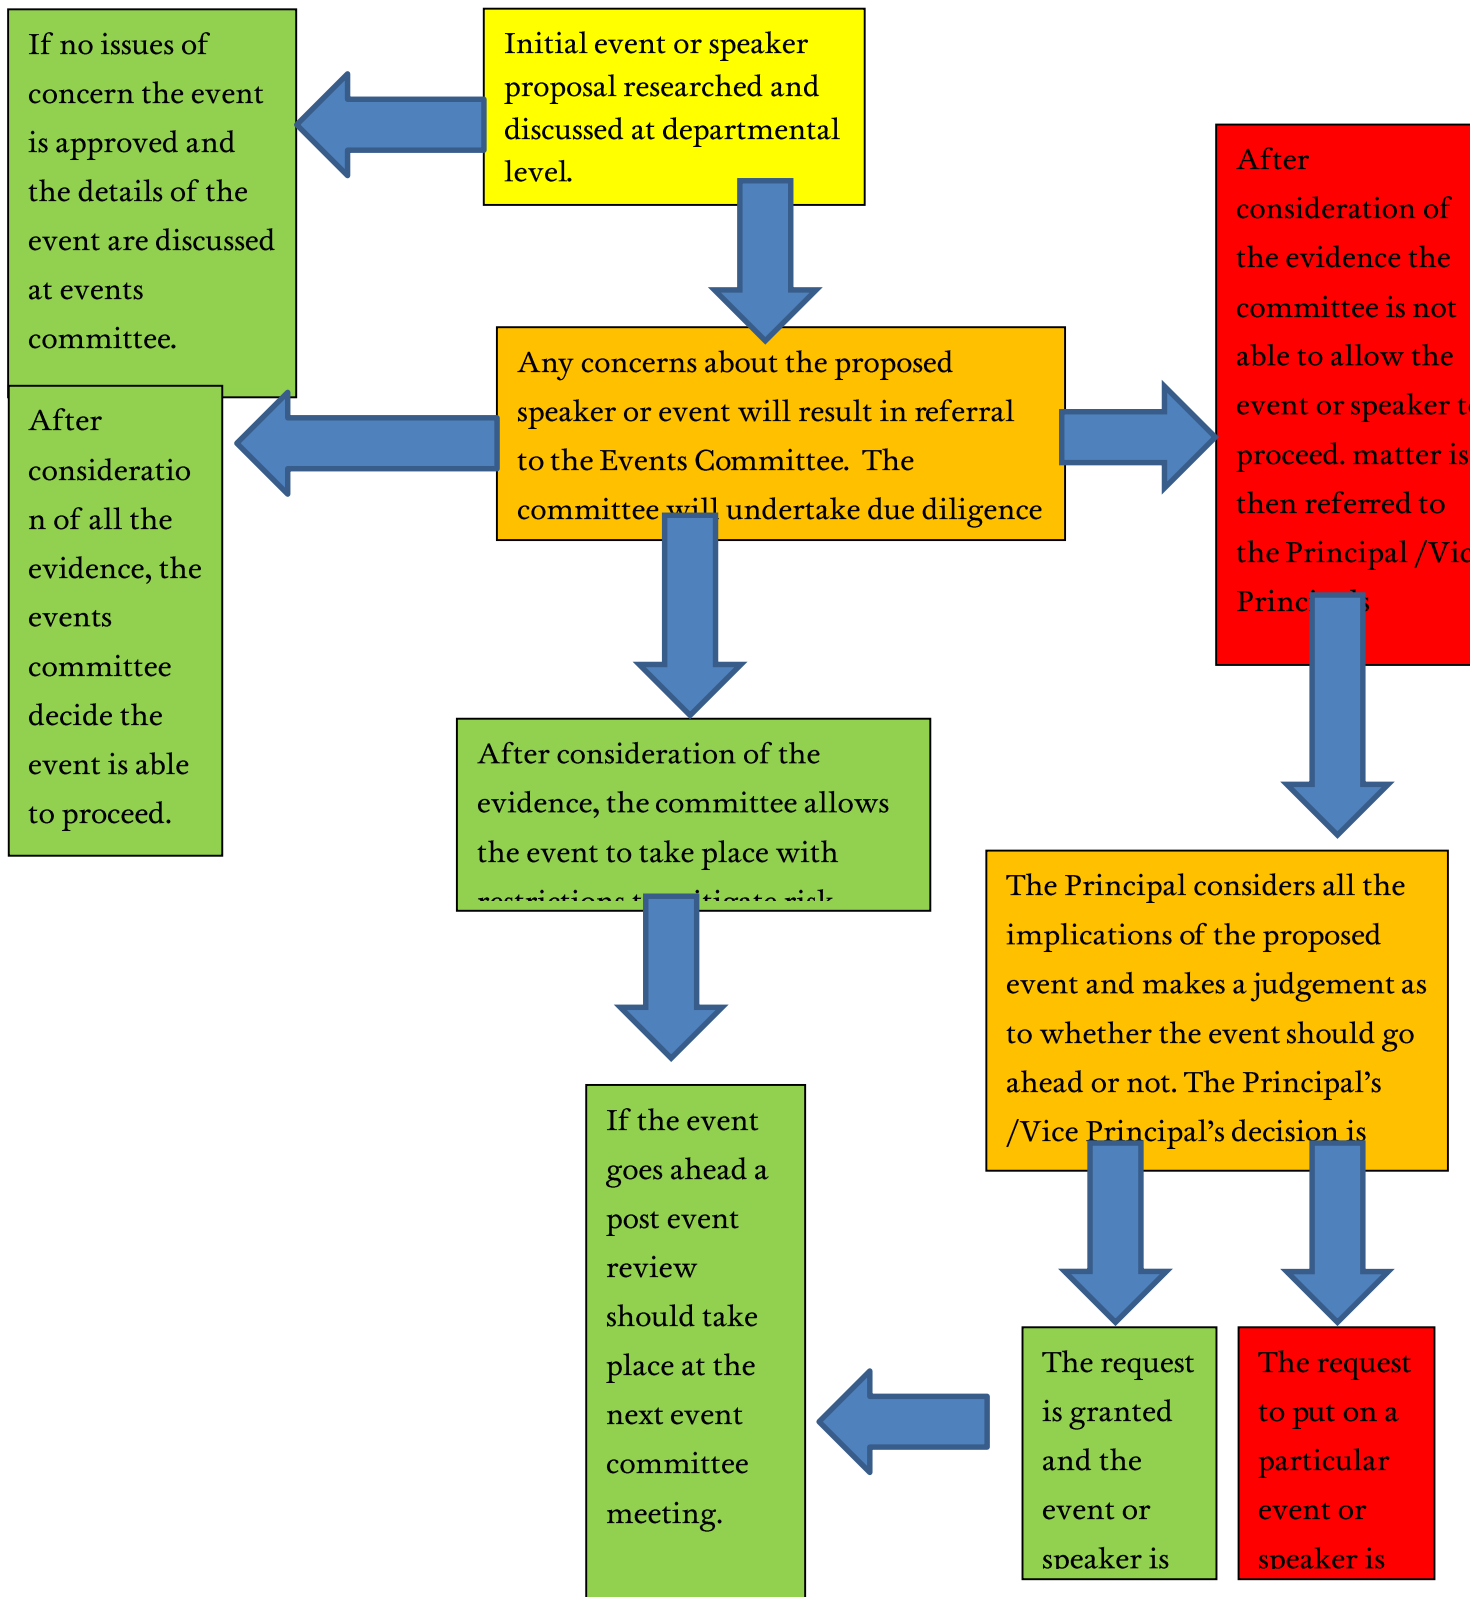 If no issues of
concern the event
is approved and
the details of the
event are discussed
at events
committee.
Initial event or speaker
proposal researched and
discussed at departmental
level.
After
consideration of
the evidence the
committee is not
able to allow the
event or speaker
proceed. matter is
then referred to
the Principal
Any concerns about the proposed
speaker or event will result in referral
to the Events Committee. The
committee will undertake due diligence
After
consideratio
n of all the
evidence, the
events
committee
decide the
event is able
to proceed.
After consideration of the
evidence, the committee allows
the event to take place with
restrictions risk
The Principal considers all the
implications of the proposed
event and makes a judgement as
to whether the event should go
ahead or not. The Principal’s
/Vice Principal’s decision is
If the event
goes ahead a
post event
review
should take
place at the
next event
committee
meeting.
The request
is granted
and the
event or
speaker is
The request
to put on a
particular
event or
speaker is